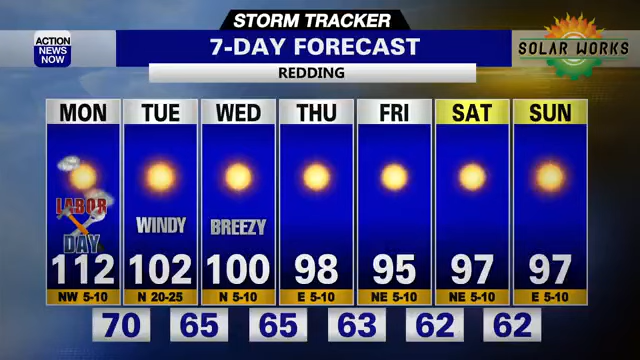 ACTION
NEWS
NOW
STORM TRACKER
7-DAY FORECAST
REDDING
SOLAR WORKS
MON TUE WED THU FRI SAT SUN
LABOR
DAY
WINDY BREEZY
112 102 100 98 95 97 97
NW 5-10 N 20-25 N 5-10 E 5-10 NE 5-10 NE 5-10 E 5-10
70 65 65 63 62 62